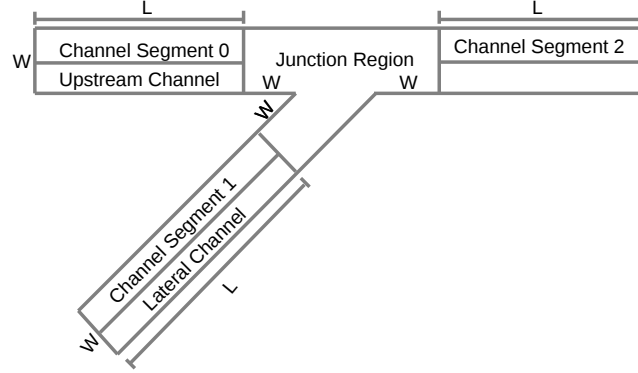 L
L
W
Channel Segment 0
Upstream Channel
Junction Region
Channel Segment 2
W
W
W
Channel Segment 1
Lateral Channel
L
W